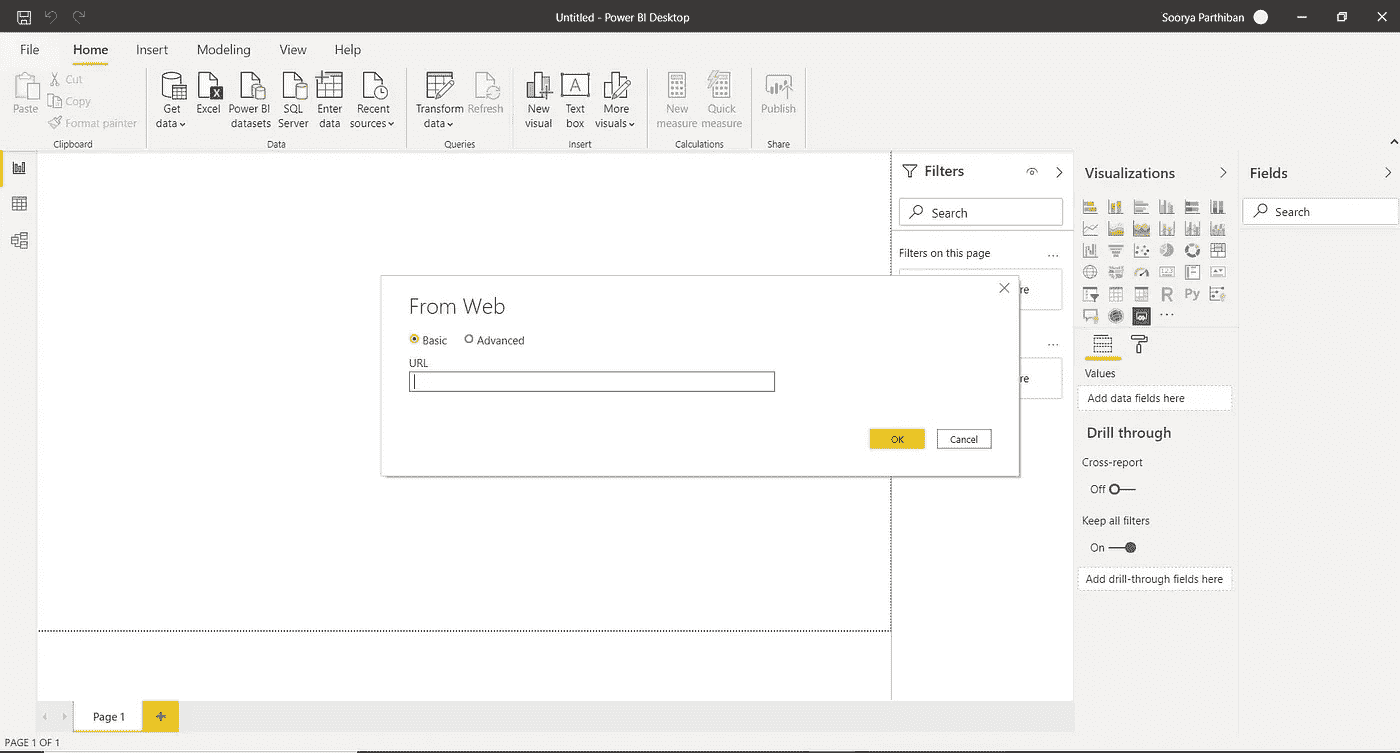 Untitled - Power BI Desktop
Soorya Parthiban
File Home Insert Modeling View Help
Paste
Cut
Copy
Format painter
Clipboard
Get data
Excel
Power BI datasets
SQL Server
Enter data
Recent sources
Data
Transform data
Refresh
Queries
New visual
Text box
More visuals
Insert
New measure
Quick measure
Calculations
Publish
Share
Filters
Search
Filters on this page
...
re
...
re
From Web
Basic Advanced
URL
OK Cancel
Visualizations
R Py
...
Values
Add data fields here
Drill through
Cross-report
Off
Keep all filters
On
Add drill-through fields here
Fields
Search
Page 1
PAGE 1 OF 1